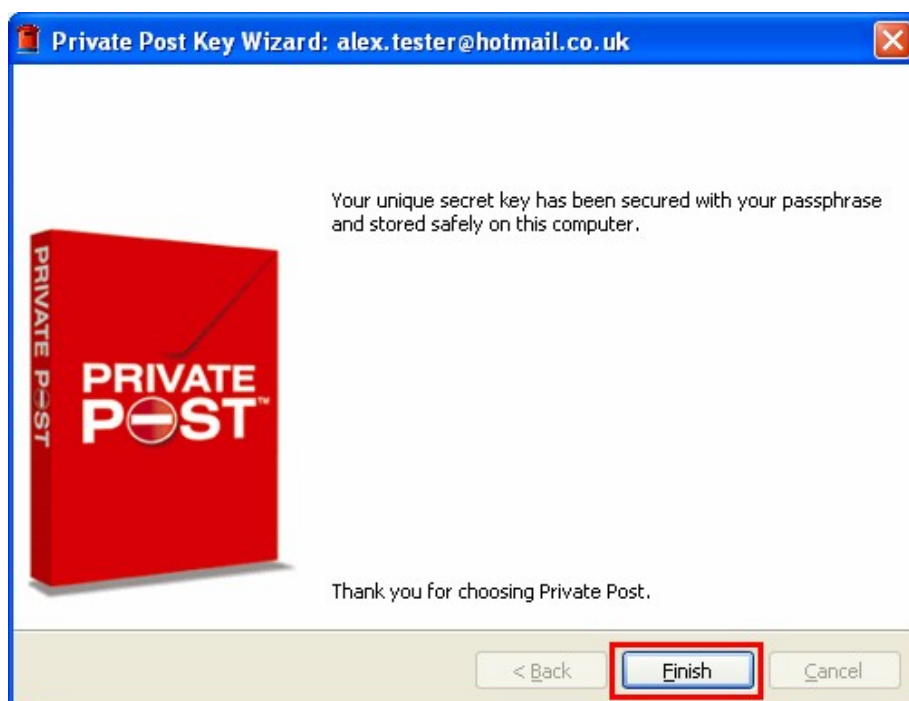 Private Post Key Wizard: alex.tester@hotmail.co.uk
Your unique secret key has been secured with your passphrase
and stored safely on this computer.
PRIVATE POST
PRIVATE
POST™
Thank you for choosing Private Post.
< Back
Finish
Cancel